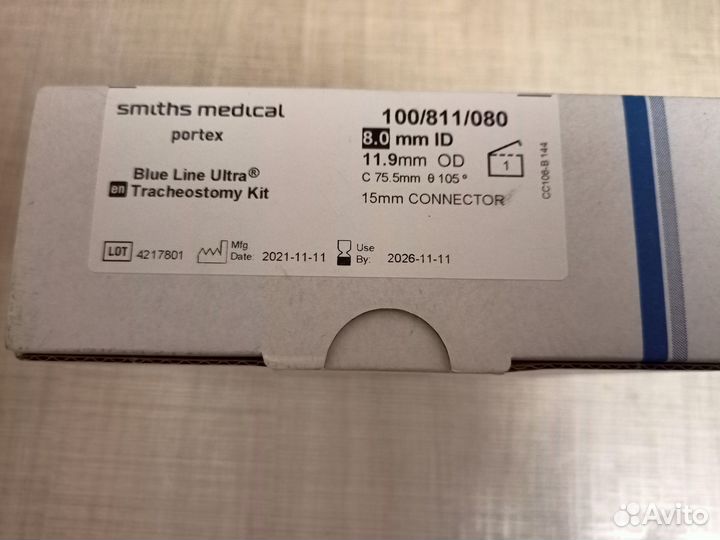 smiths medical
portex
Blue Line Ultra®
en Tracheostomy Kit
100/811/080
8.0 mm ID
11.9mm OD
C 75.5mm θ 105°
15mm CONNECTOR
1
CC106-B 144
LOT 4217801
Mfg Date: 2021-11-11
Use By: 2026-11-11
Avito